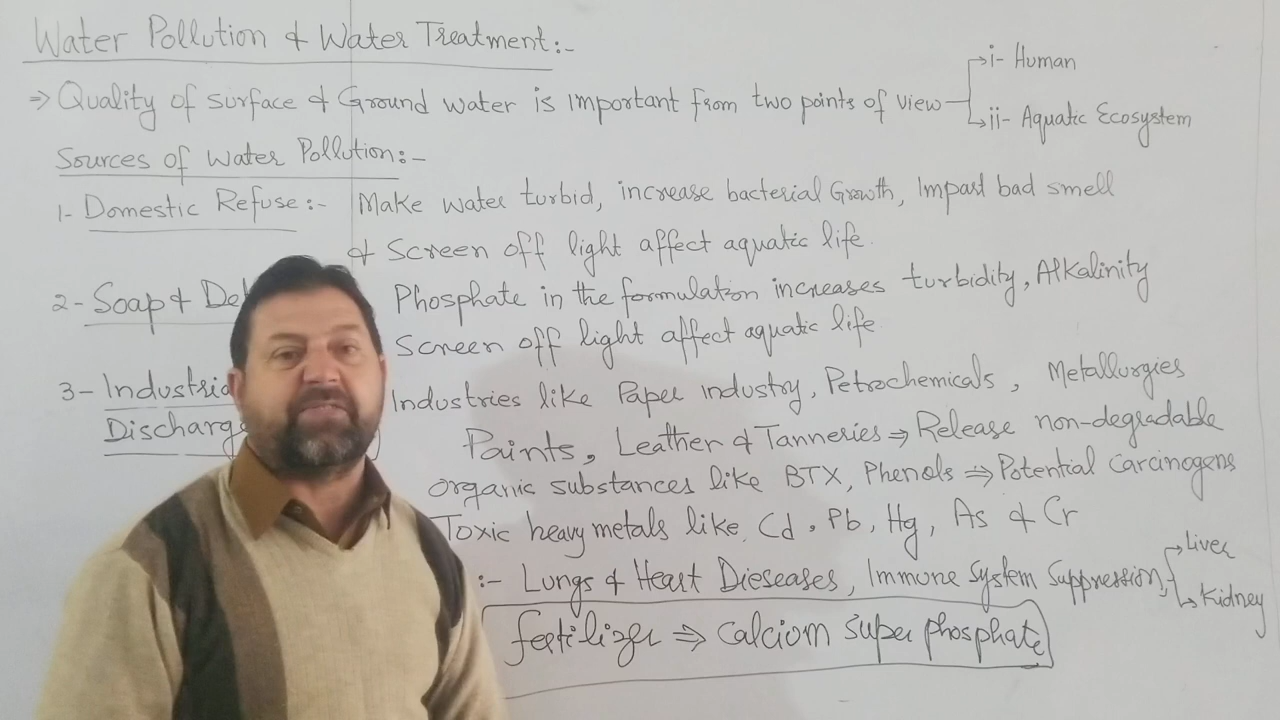 Water Pollution & Water Treatment:-
⇒ Quality of surface & Ground water is important from two points of view
i- Human
ii- Aquatic Ecosystem
Sources of Water Pollution:-
1- Domestic Refuse:- Make water turbid, increase bacterial Growth, Impart bad smell
& Screen off light affect aquatic life.
2- Soap & Phosphate in the formulation increases turbidity, Alkalinity
Screen off light affect aquatic life
3- Industries like Paper industry, Petrochemicals, Metallurgies
Paints, Leather & Tanneries ⇒ Release non-degradable
organic substances like BTX, Phenols ⇒ Potential Carcinogens
Toxic heavy metals like Cd, Pb, Hg, As & Cr
:- Lungs & Heart Dieseases, Immune System Suppression,
Liver
Kidney
fertilizer ⇒ Calciom super phosphate